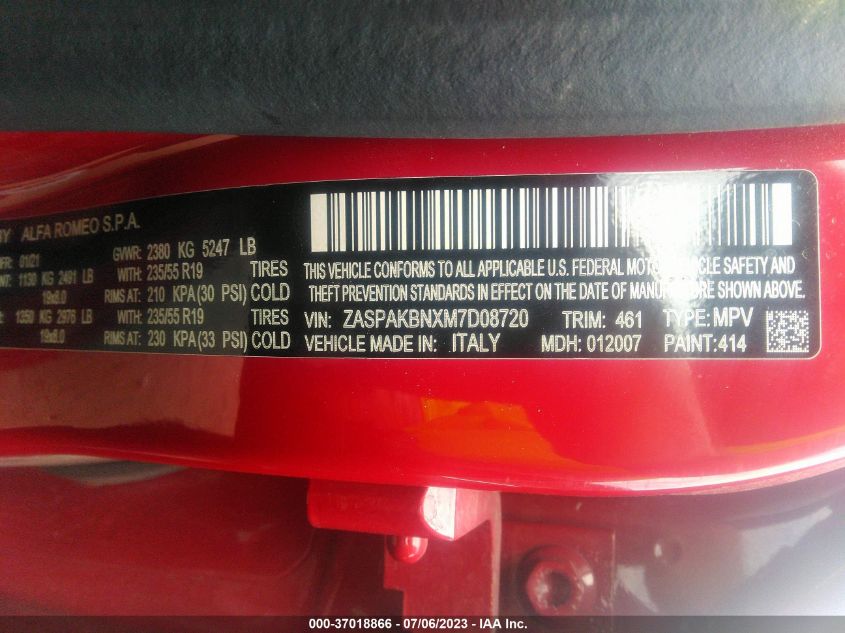 BY ALFA ROMEO S.P.A.
FR: 01/21 GVWR: 2380 KG 5247 LB
NT: 1130 KG 2491 LB WITH: 235/55 R19 TIRES
19x8.0 RIMS AT: 210 KPA (30 PSI) COLD
1350 KG 2976 LB WITH: 235/55 R19 TIRES
19x8.0 RIMS AT: 230 KPA (33 PSI) COLD
THIS VEHICLE CONFORMS TO ALL APPLICABLE U.S. FEDERAL MOTOR VEHICLE SAFETY AND
THEFT PREVENTION STANDARDS IN EFFECT ON THE DATE OF MANUFACTURE SHOWN ABOVE.
VIN: ZASPAKBNXM7D08720 TRIM: 461 TYPE: MPV
VEHICLE MADE IN: ITALY MDH: 012007 PAINT: 414
000-37018866 - 07/06/2023 - IAA Inc.